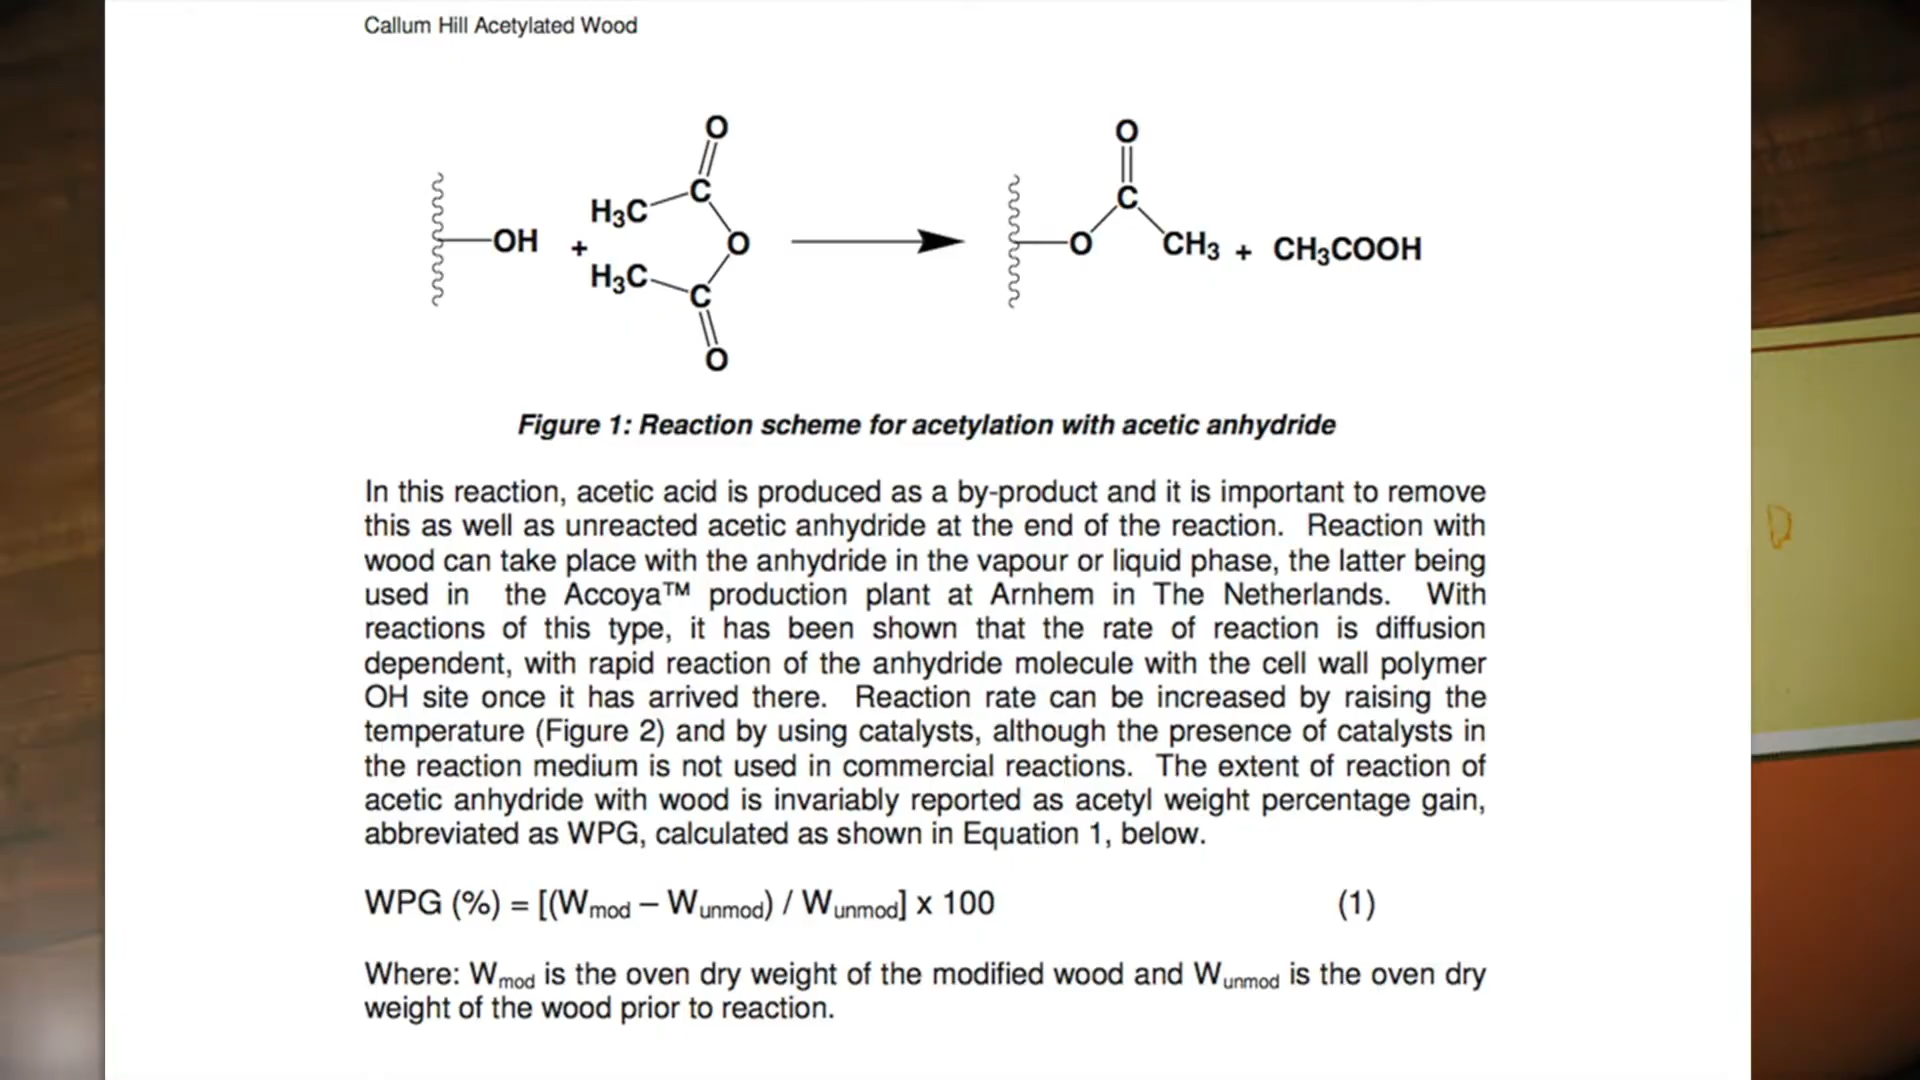 Callum Hill Acetylated Wood
O
O
C
C
H3C
OH + O
O CH3 + CH3COOH
H3C
C
O
Figure 1: Reaction scheme for acetylation with acetic anhydride
In this reaction, acetic acid is produced as a by-product and it is important to remove
this as well as unreacted acetic anhydride at the end of the reaction. Reaction with
wood can take place with the anhydride in the vapour or liquid phase, the latter being
used in the Accoya™ production plant at Arnhem in The Netherlands. With
reactions of this type, it has been shown that the rate of reaction is diffusion
dependent, with rapid reaction of the anhydride molecule with the cell wall polymer
OH site once it has arrived there. Reaction rate can be increased by raising the
temperature (Figure 2) and by using catalysts, although the presence of catalysts in
the reaction medium is not used in commercial reactions. The extent of reaction of
acetic anhydride with wood is invariably reported as acetyl weight percentage gain,
abbreviated as WPG, calculated as shown in Equation 1, below.
WPG (%) = [(Wmod – Wunmod) / Wunmod] x 100 (1)
Where: Wmod is the oven dry weight of the modified wood and Wunmod is the oven dry
weight of the wood prior to reaction.